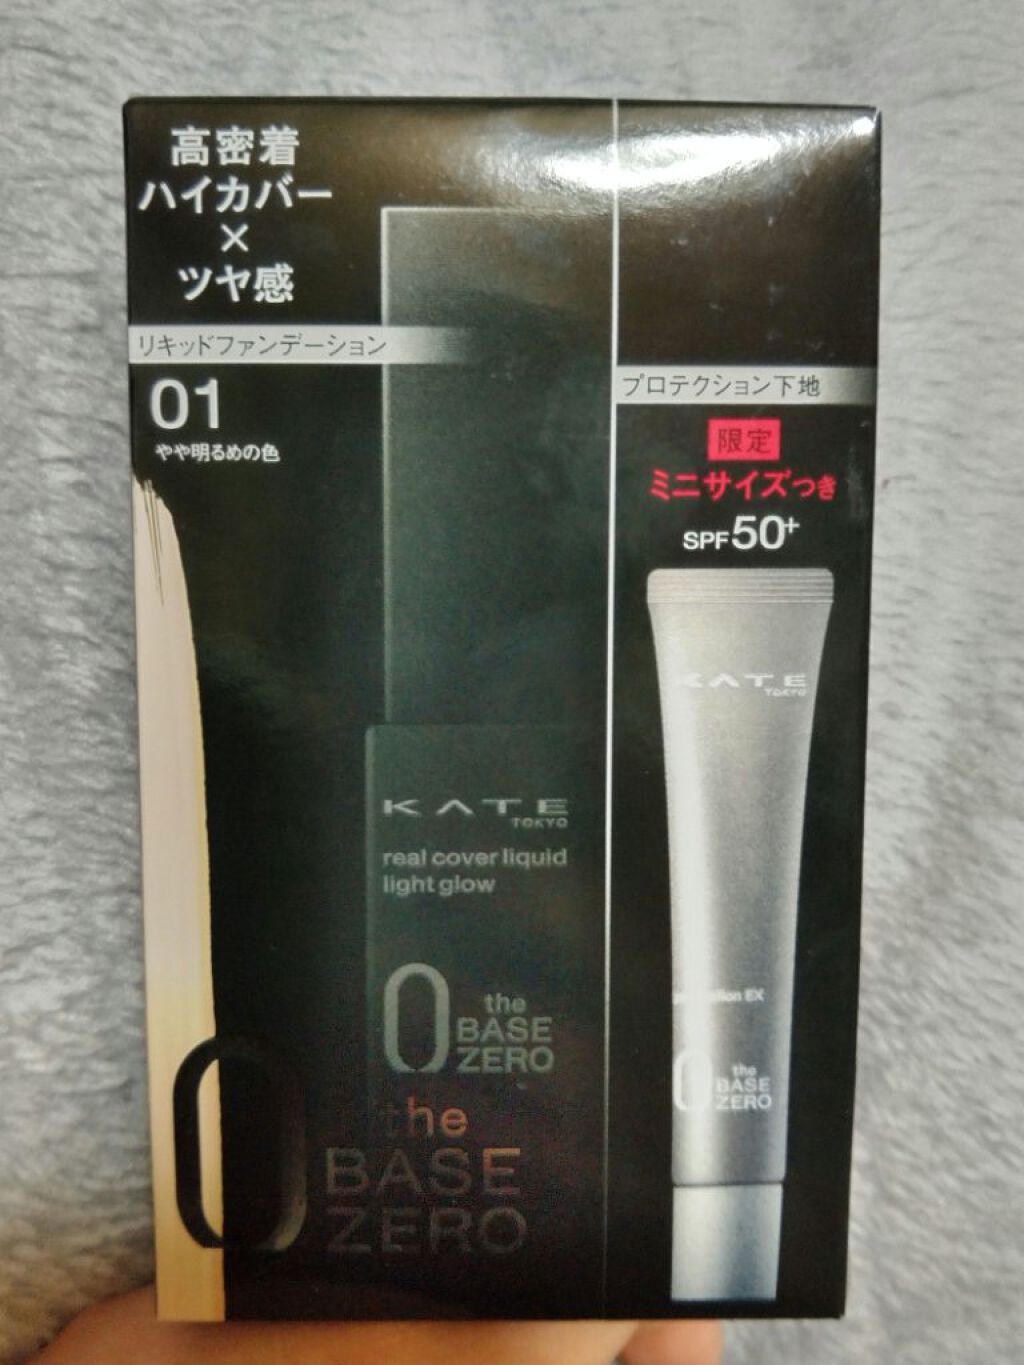 高密着
ハイカバー
×
ツヤ感
リキッドファンデーション
01
やや明るめの色
KATE
TOKYO
real cover liquid
light glow
0 the
BASE
ZERO
0 the
BASE
ZERO
プロテクション下地
限定
ミニサイズつき
SPF50+
KATE
TOKYO
EX
0 the
BASE
ZERO